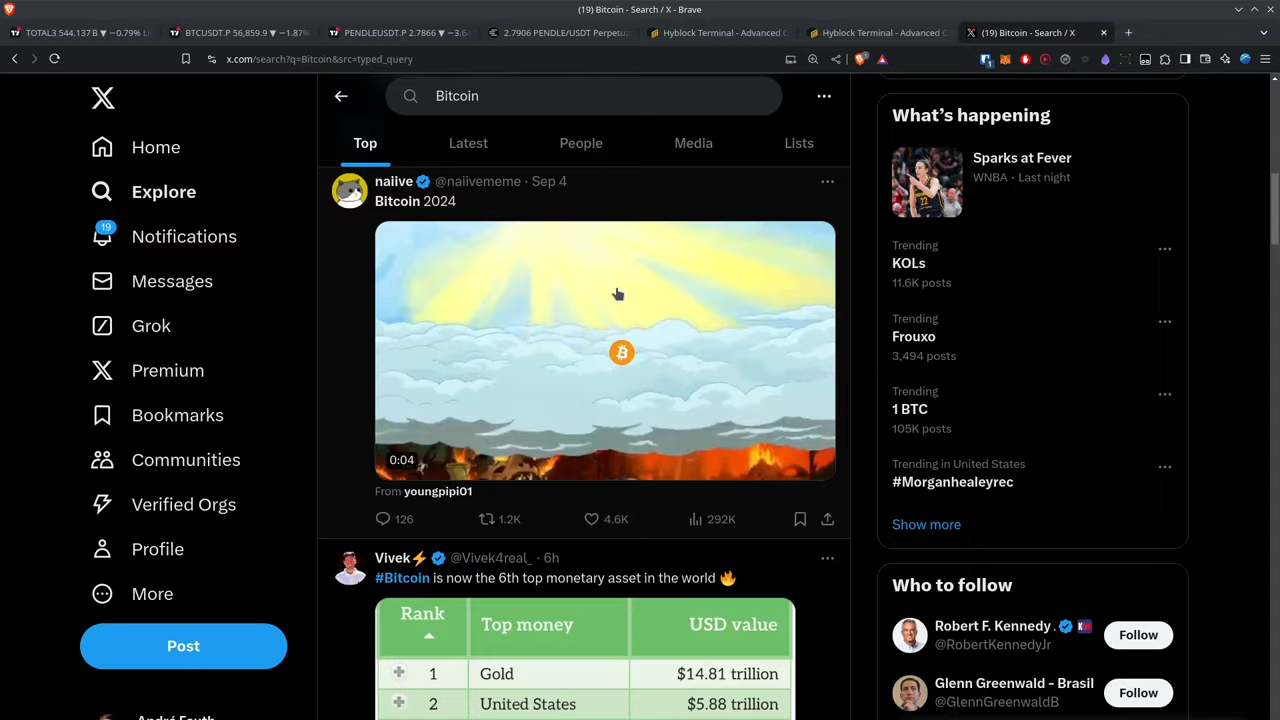 (19) Bitcoin - Search / X - Brave
TOTAL3 544.137 B ▼ −0.79%
BTCUSDT.P 56,859.9 ▼ −1.87%
PENDLEUSDT.P 2.7866 ▼ −3.64
2.7906 PENDLE/USDT Perpetu
Hyblock Terminal - Advanced C
Hyblock Terminal - Advanced C
(19) Bitcoin - Search / X
x.com/search?q=Bitcoin&src=typed_query
Home
Explore
19
Notifications
Messages
Grok
Premium
Bookmarks
Communities
Verified Orgs
Profile
More
Post
Bitcoin
Top
Latest
People
Media
Lists
naiive @naiivememe · Sep 4
Bitcoin 2024
0:04
From youngpipi01
126
1.2K
4.6K
292K
Vivek⚡ @Vivek4real_ · 6h
#Bitcoin is now the 6th top monetary asset in the world 🔥
Rank Top money USD value
1 Gold $14.81 trillion
2 United States $5.88 trillion
What's happening
Sparks at Fever
WNBA · Last night
Trending
KOLs
11.6K posts
Trending
Frouxo
3,494 posts
Trending
1 BTC
105K posts
Trending in United States
#Morganhealeyrec
Show more
Who to follow
Robert F. Kennedy .
@RobertKennedyJr
Follow
Glenn Greenwald - Brasil
@GlennGreenwaldB
Follow